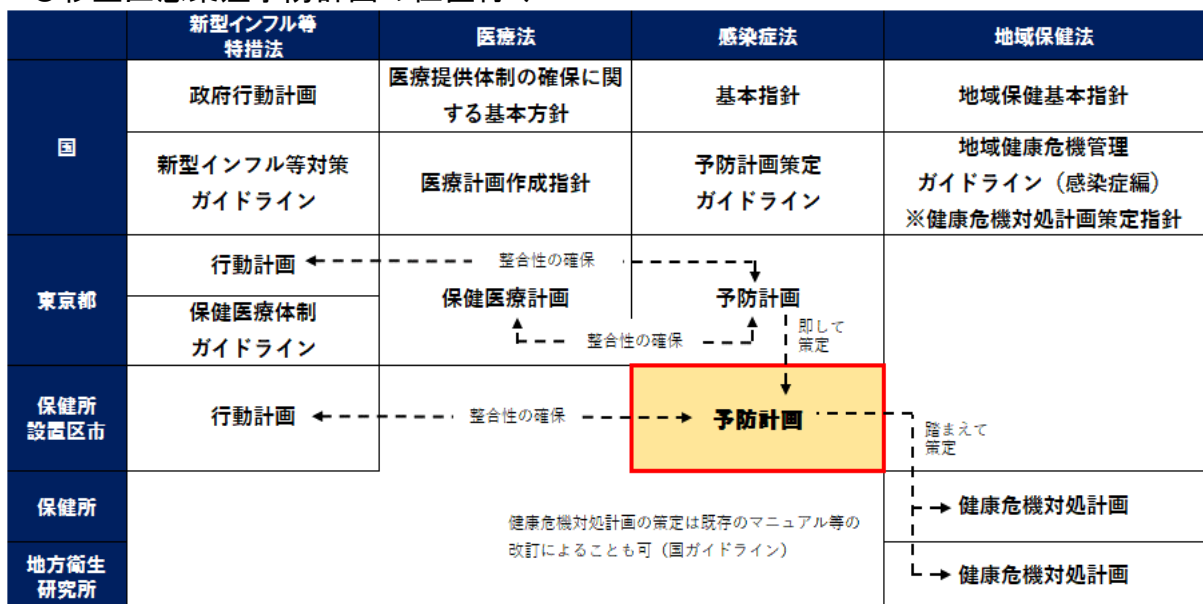 新型インフル等
特措法
医療法
感染症法
地域保健法
国
政府行動計画
医療提供体制の確保に関
する基本方針
基本指針
地域保健基本指針
新型インフル等対策
ガイドライン
医療計画作成指針
予防計画策定
ガイドライン
地域健康危機管理
ガイドライン（感染症編）
※健康危機対処計画策定指針
東京都
行動計画
整合性の確保
保健医療体制
ガイドライン
保健医療計画
予防計画
整合性の確保
即して
策定
保健所
設置区市
行動計画
整合性の確保
予防計画
踏まえて
策定
保健所
健康危機対処計画の策定は既存のマニュアル等の
改訂によることも可（国ガイドライン）
健康危機対処計画
地方衛生
研究所
健康危機対処計画